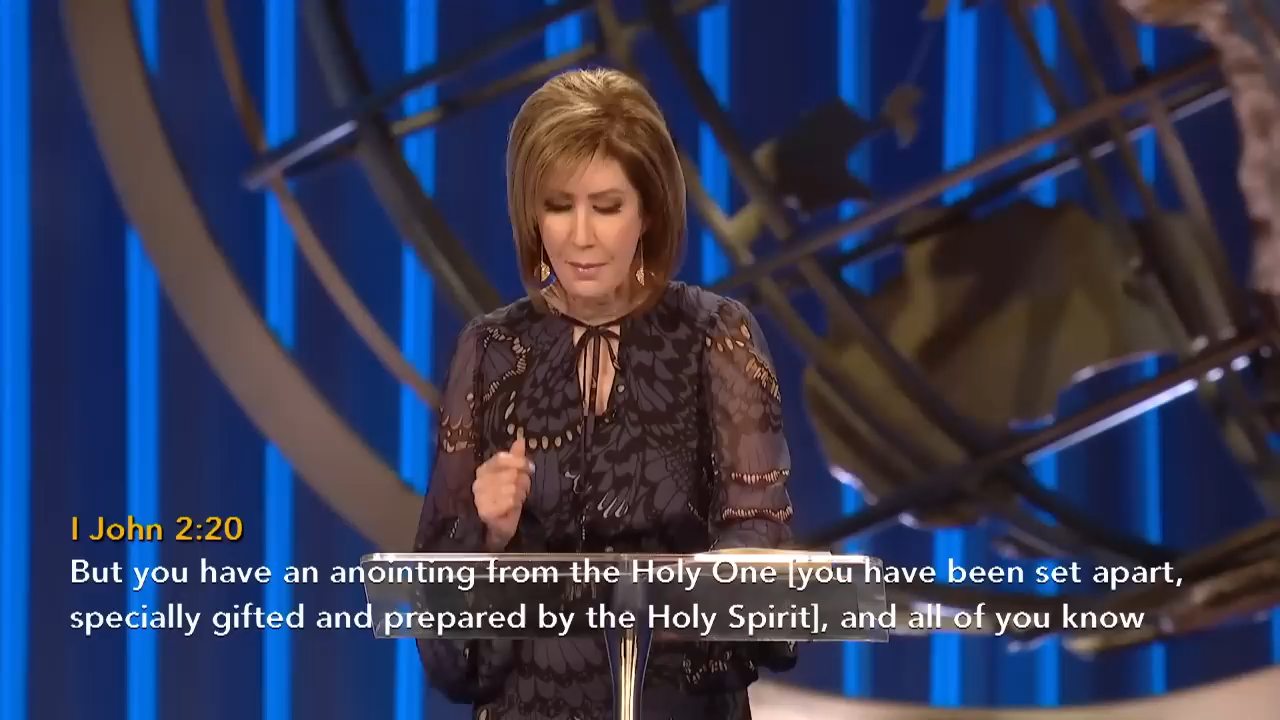 I John 2:20
But you have an anointing from the Holy One [you have been set apart,
specially gifted and prepared by the Holy Spirit], and all of you know